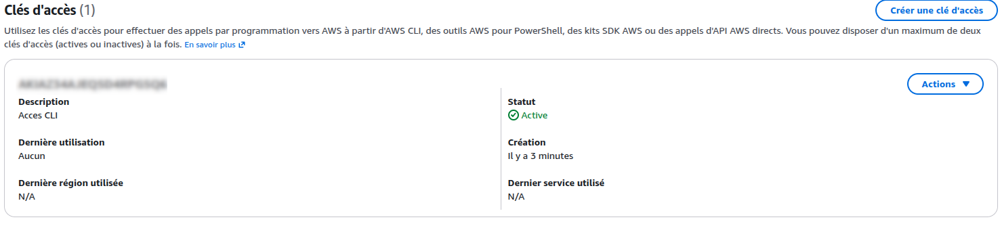 Clés d'accès (1)
Créer une clé d'accès
Utilisez les clés d'accès pour effectuer des appels par programmation vers AWS à partir d'AWS CLI, des outils AWS pour PowerShell, des kits SDK AWS ou des appels d'API AWS directs. Vous pouvez disposer d'un maximum de deux
clés d'accès (actives ou inactives) à la fois. En savoir plus
Actions
Description
Acces CLI
Statut
Active
Dernière utilisation
Aucun
Création
Il y a 3 minutes
Dernière région utilisée
N/A
Dernier service utilisé
N/A